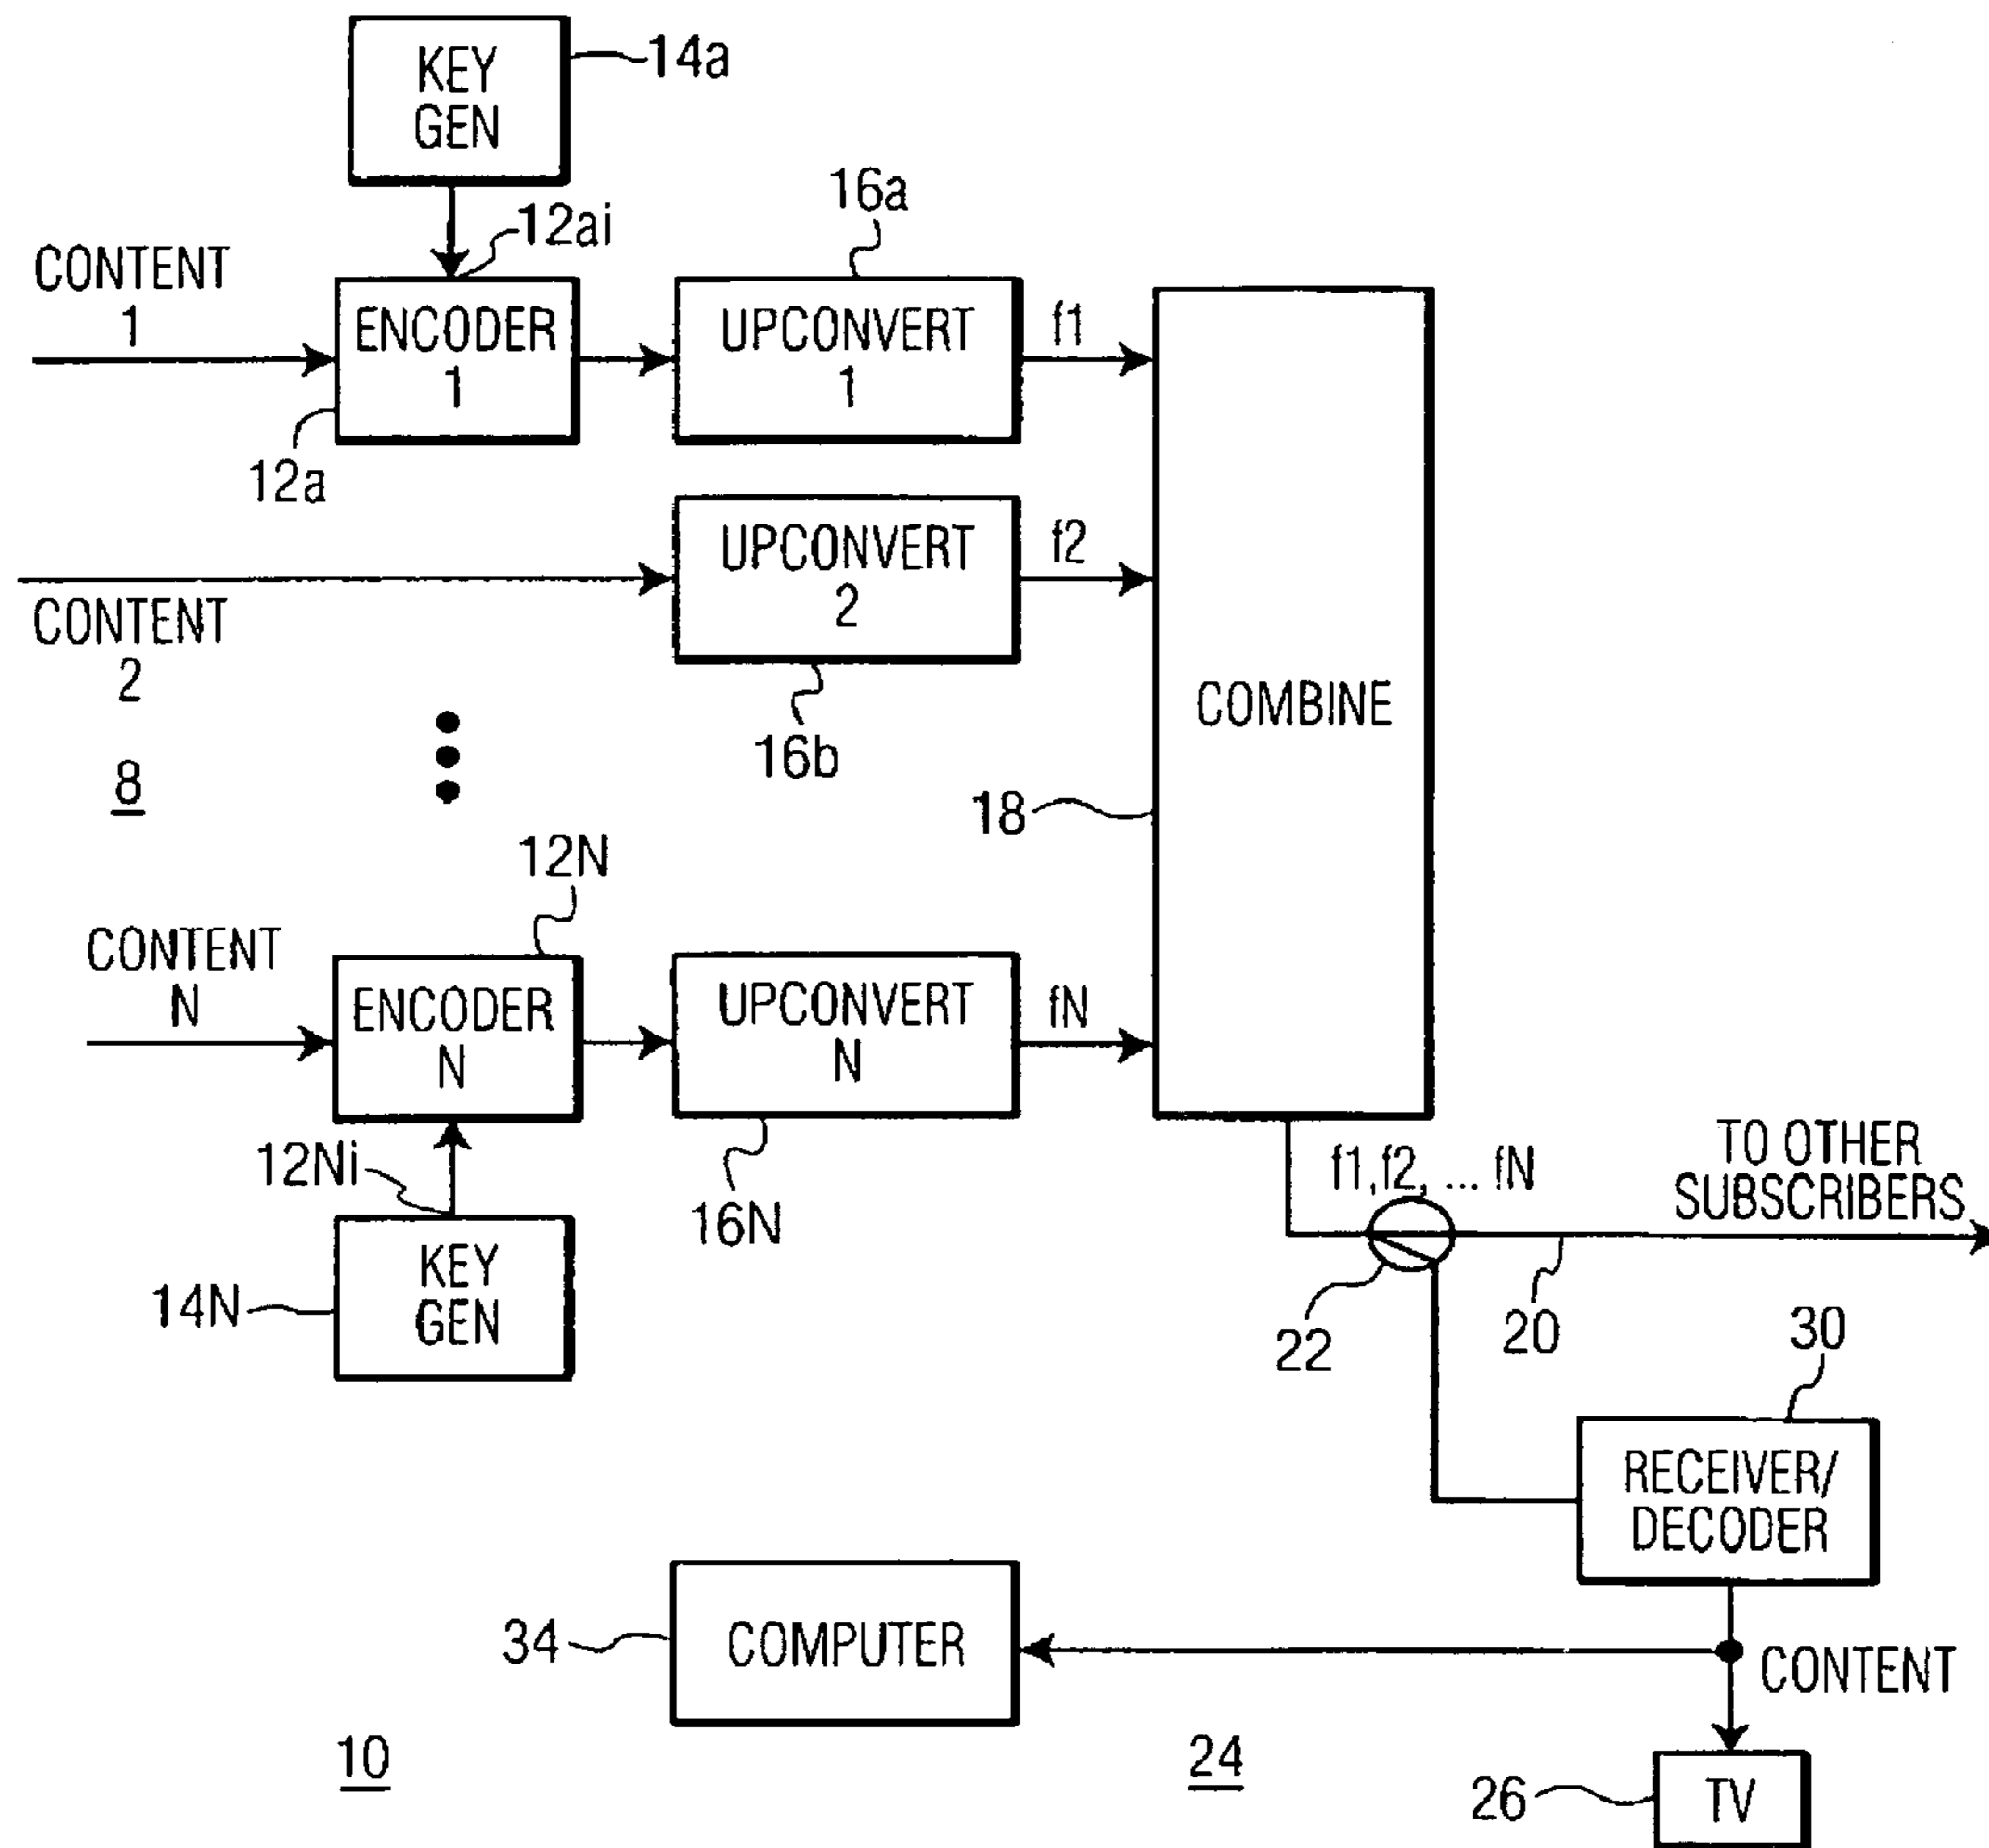 KEY
GEN
14a
12ai
16a
CONTENT
1
ENCODER
1
UPCONVERT
1
f1
12a
UPCONVERT
2
f2
CONTENT
2
COMBINE
16b
8
18
12N
CONTENT
N
ENCODER
N
UPCONVERT
N
fN
12Ni
16N
f1,f2, ... fN
TO OTHER
SUBSCRIBERS
KEY
GEN
14N
22
20
30
RECEIVER/
DECODER
34
COMPUTER
CONTENT
10
24
26
TV